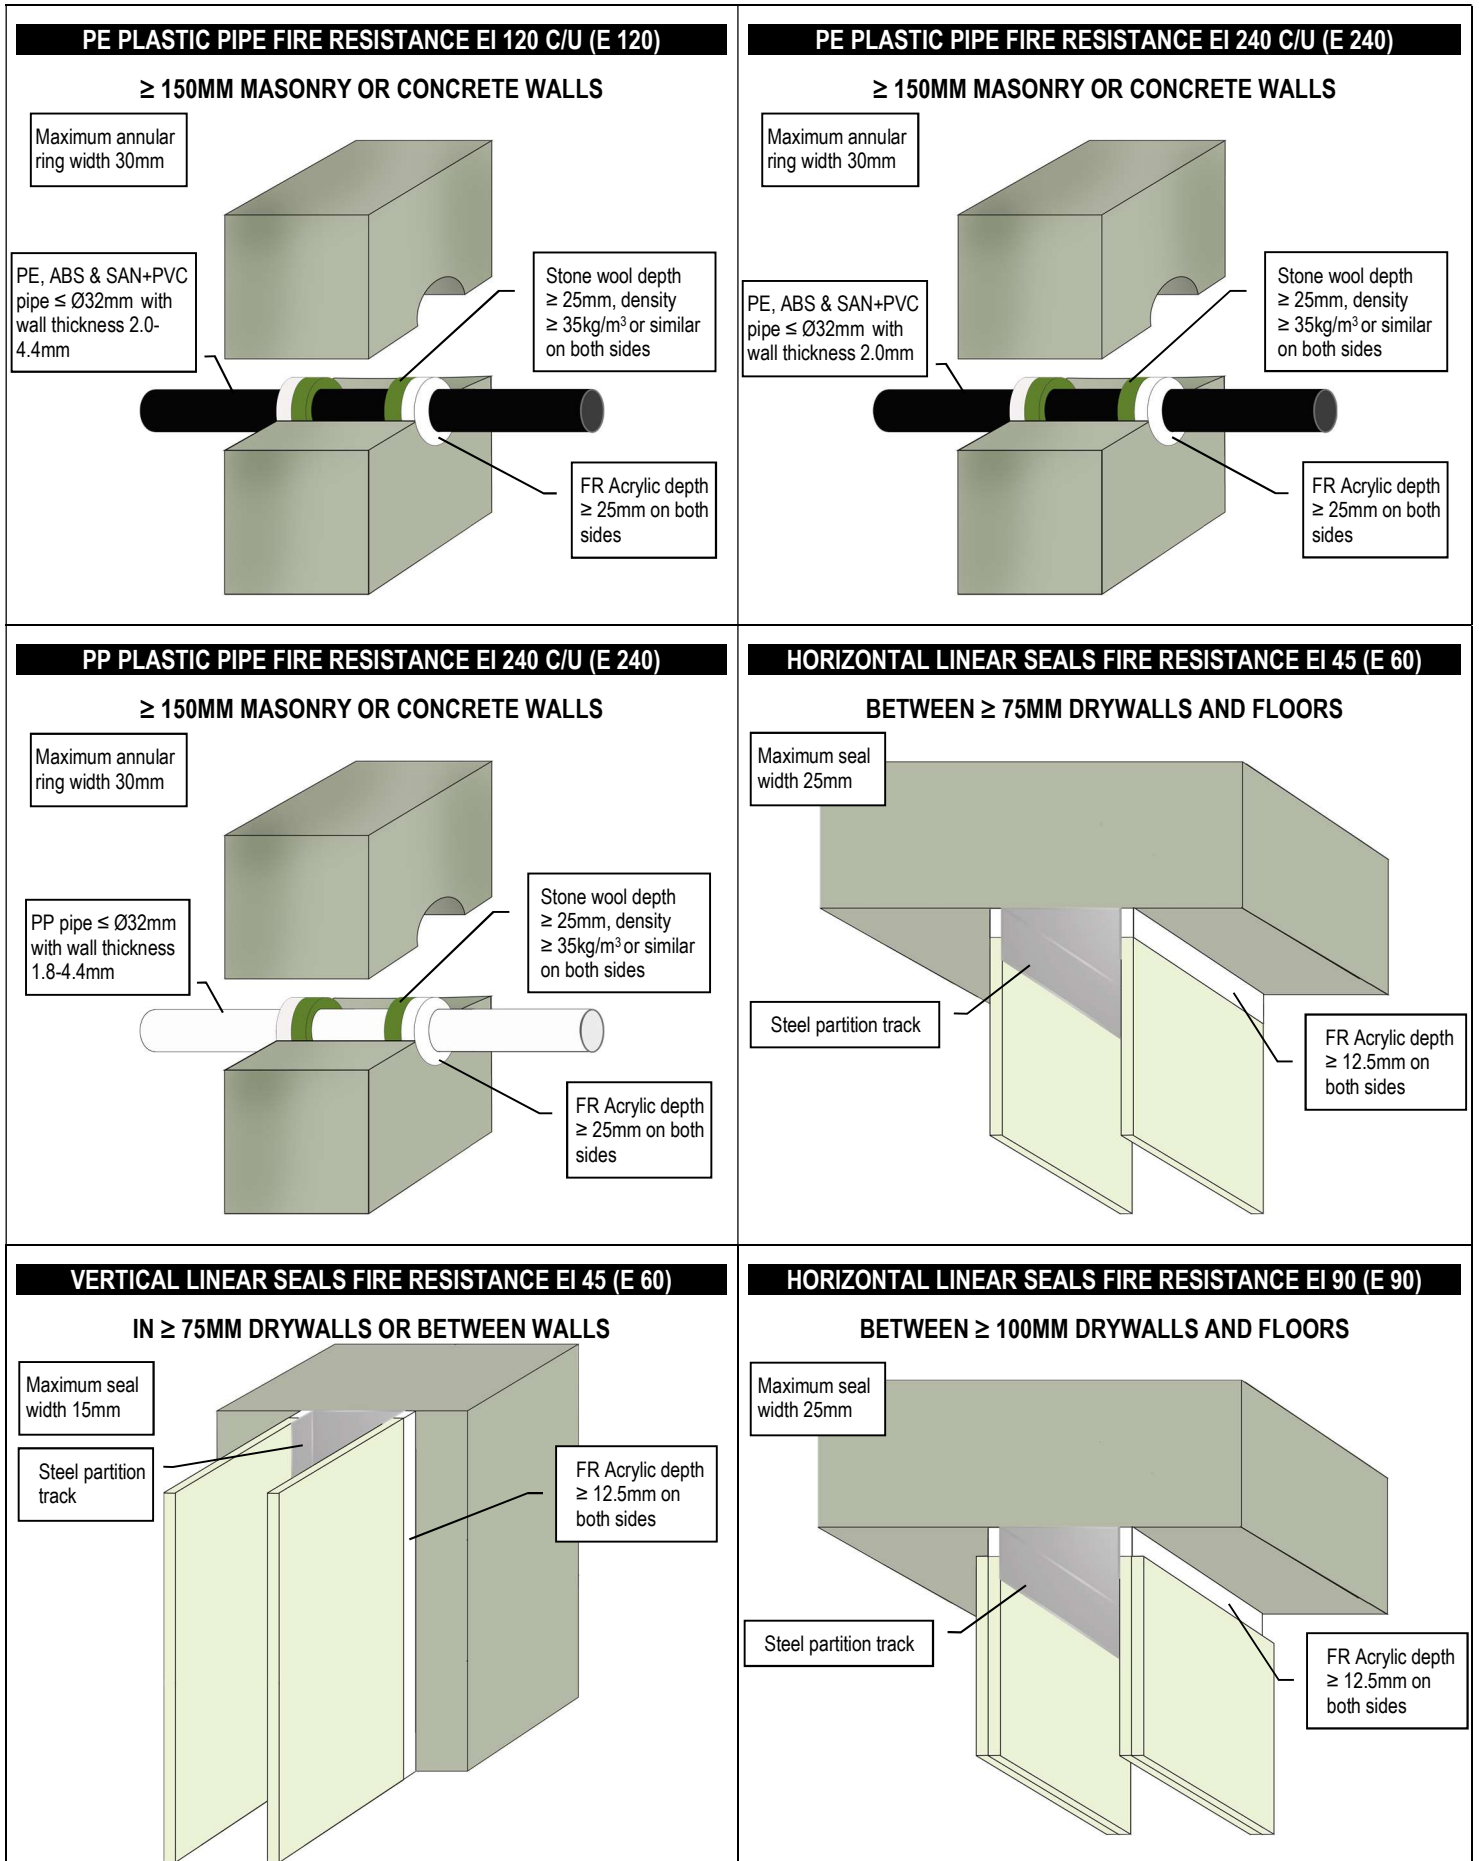 PE PLASTIC PIPE FIRE RESISTANCE EI 120 C/U (E 120)
≥ 150MM MASONRY OR CONCRETE WALLS
Maximum annular
ring width 30mm
PE, ABS & SAN+PVC
pipe ≤ Ø32mm with
wall thickness 2.0-
4.4mm
Stone wool depth
≥ 25mm, density
≥ 35kg/m³ or similar
on both sides
FR Acrylic depth
≥ 25mm on both
sides
PE PLASTIC PIPE FIRE RESISTANCE EI 240 C/U (E 240)
≥ 150MM MASONRY OR CONCRETE WALLS
Maximum annular
ring width 30mm
PE, ABS & SAN+PVC
pipe ≤ Ø32mm with
wall thickness 2.0mm
Stone wool depth
≥ 25mm, density
≥ 35kg/m³ or similar
on both sides
FR Acrylic depth
≥ 25mm on both
sides
PP PLASTIC PIPE FIRE RESISTANCE EI 240 C/U (E 240)
≥ 150MM MASONRY OR CONCRETE WALLS
Maximum annular
ring width 30mm
PP pipe ≤ Ø32mm
with wall thickness
1.8-4.4mm
Stone wool depth
≥ 25mm, density
≥ 35kg/m³ or similar
on both sides
FR Acrylic depth
≥ 25mm on both
sides
HORIZONTAL LINEAR SEALS FIRE RESISTANCE EI 45 (E 60)
BETWEEN ≥ 75MM DRYWALLS AND FLOORS
Maximum seal
width 25mm
Steel partition track
FR Acrylic depth
≥ 12.5mm on
both sides
VERTICAL LINEAR SEALS FIRE RESISTANCE EI 45 (E 60)
IN ≥ 75MM DRYWALLS OR BETWEEN WALLS
Maximum seal
width 15mm
Steel partition
track
FR Acrylic depth
≥ 12.5mm on
both sides
HORIZONTAL LINEAR SEALS FIRE RESISTANCE EI 90 (E 90)
BETWEEN ≥ 100MM DRYWALLS AND FLOORS
Maximum seal
width 25mm
Steel partition track
FR Acrylic depth
≥ 12.5mm on
both sides